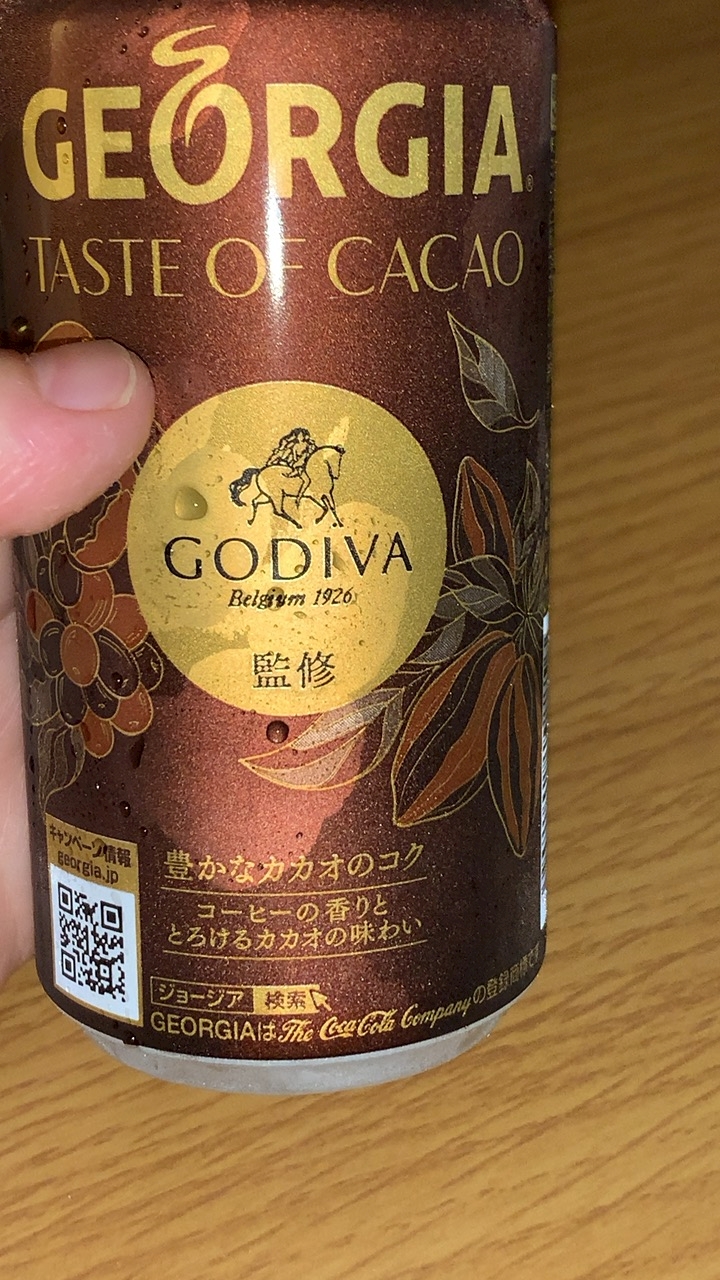 GEORGIA®
TASTE OF CACAO
GODIVA
Belgium 1926
監修
キャンペーン情報
georgia.jp
豊かなカカオのコク
コーヒーの香りと
とろけるカカオの味わい
ジョージア 検索
GEORGIAは The Coca-Cola Companyの登録商標です